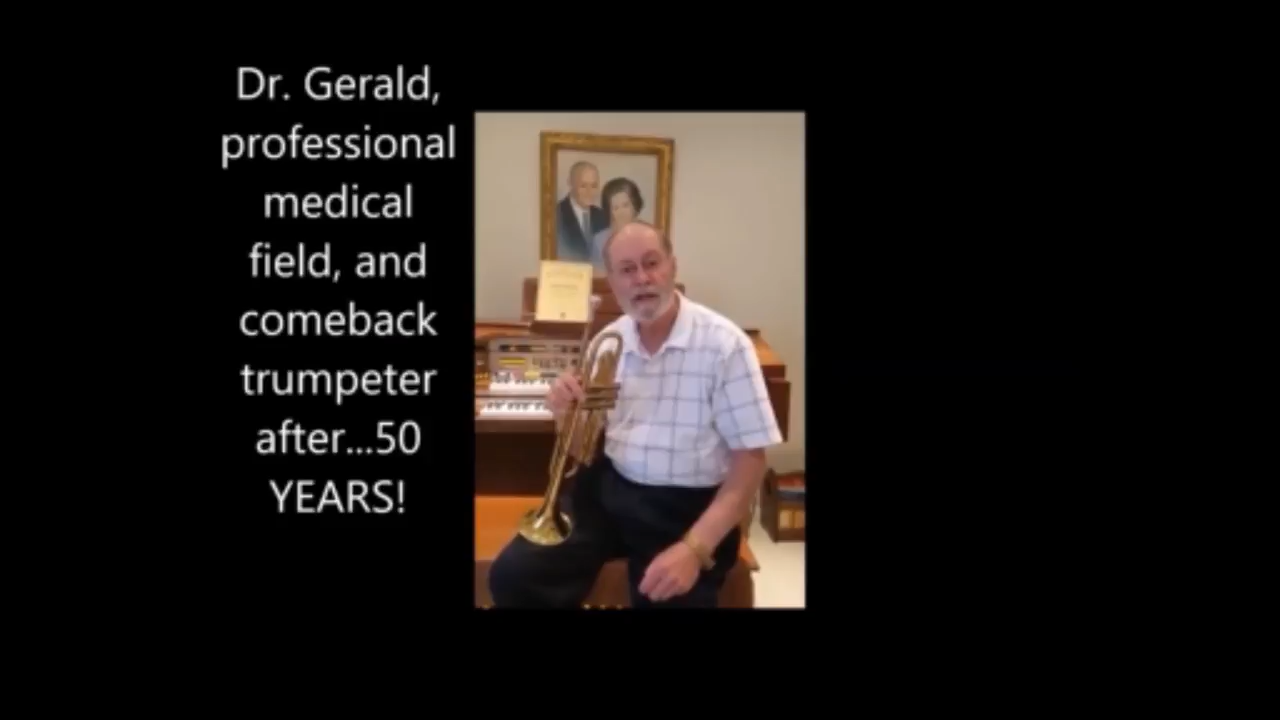 Dr. Gerald,
professional
medical
field, and
comeback
trumpeter
after...50
YEARS!